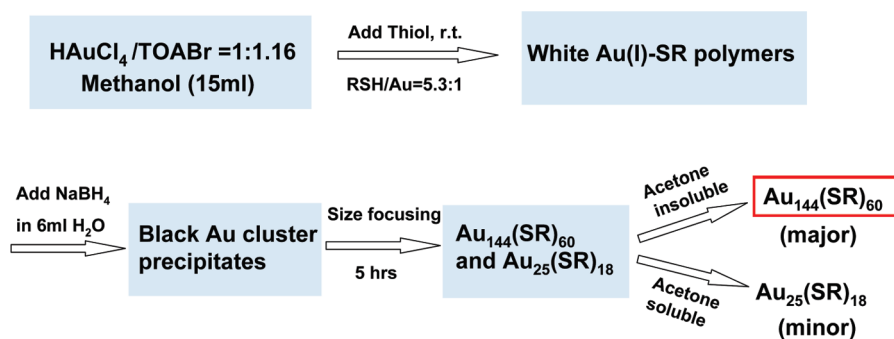 HAuCl₄ /TOABr =1:1.16
Methanol (15ml)
Add Thiol, r.t.
RSH/Au=5.3:1
White Au(I)-SR polymers
Add NaBH₄
in 6ml H₂O
Black Au cluster
precipitates
Size focusing
5 hrs
Au₁₄₄(SR)₆₀
and Au₂₅(SR)₁₈
Acetone
insoluble
Au₁₄₄(SR)₆₀
(major)
Acetone
soluble
Au₂₅(SR)₁₈
(minor)